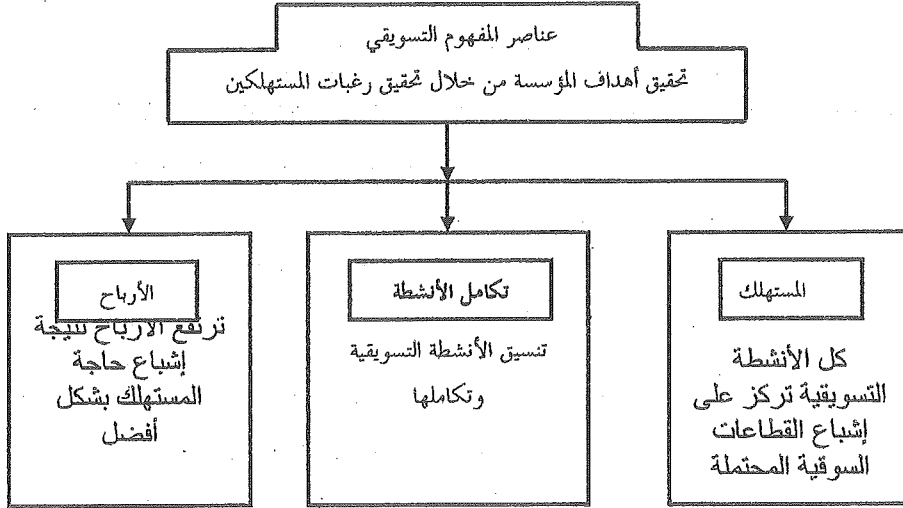 عناصر المفهوم التسويقي
تحقيق أهداف المؤسسة من خلال تحقيق رغبات المستهلكين
المستهلك
كل الأنشطة
التسويقية تركز على
إشباع القطاعات
السوقية المحتملة
تكامل الأنشطة
تنسيق الأنشطة التسويقية
وتكاملها
الأرباح
ترتفع الأرباح نتيجة
إشباع حاجة
المستهلك بشكل
أفضل